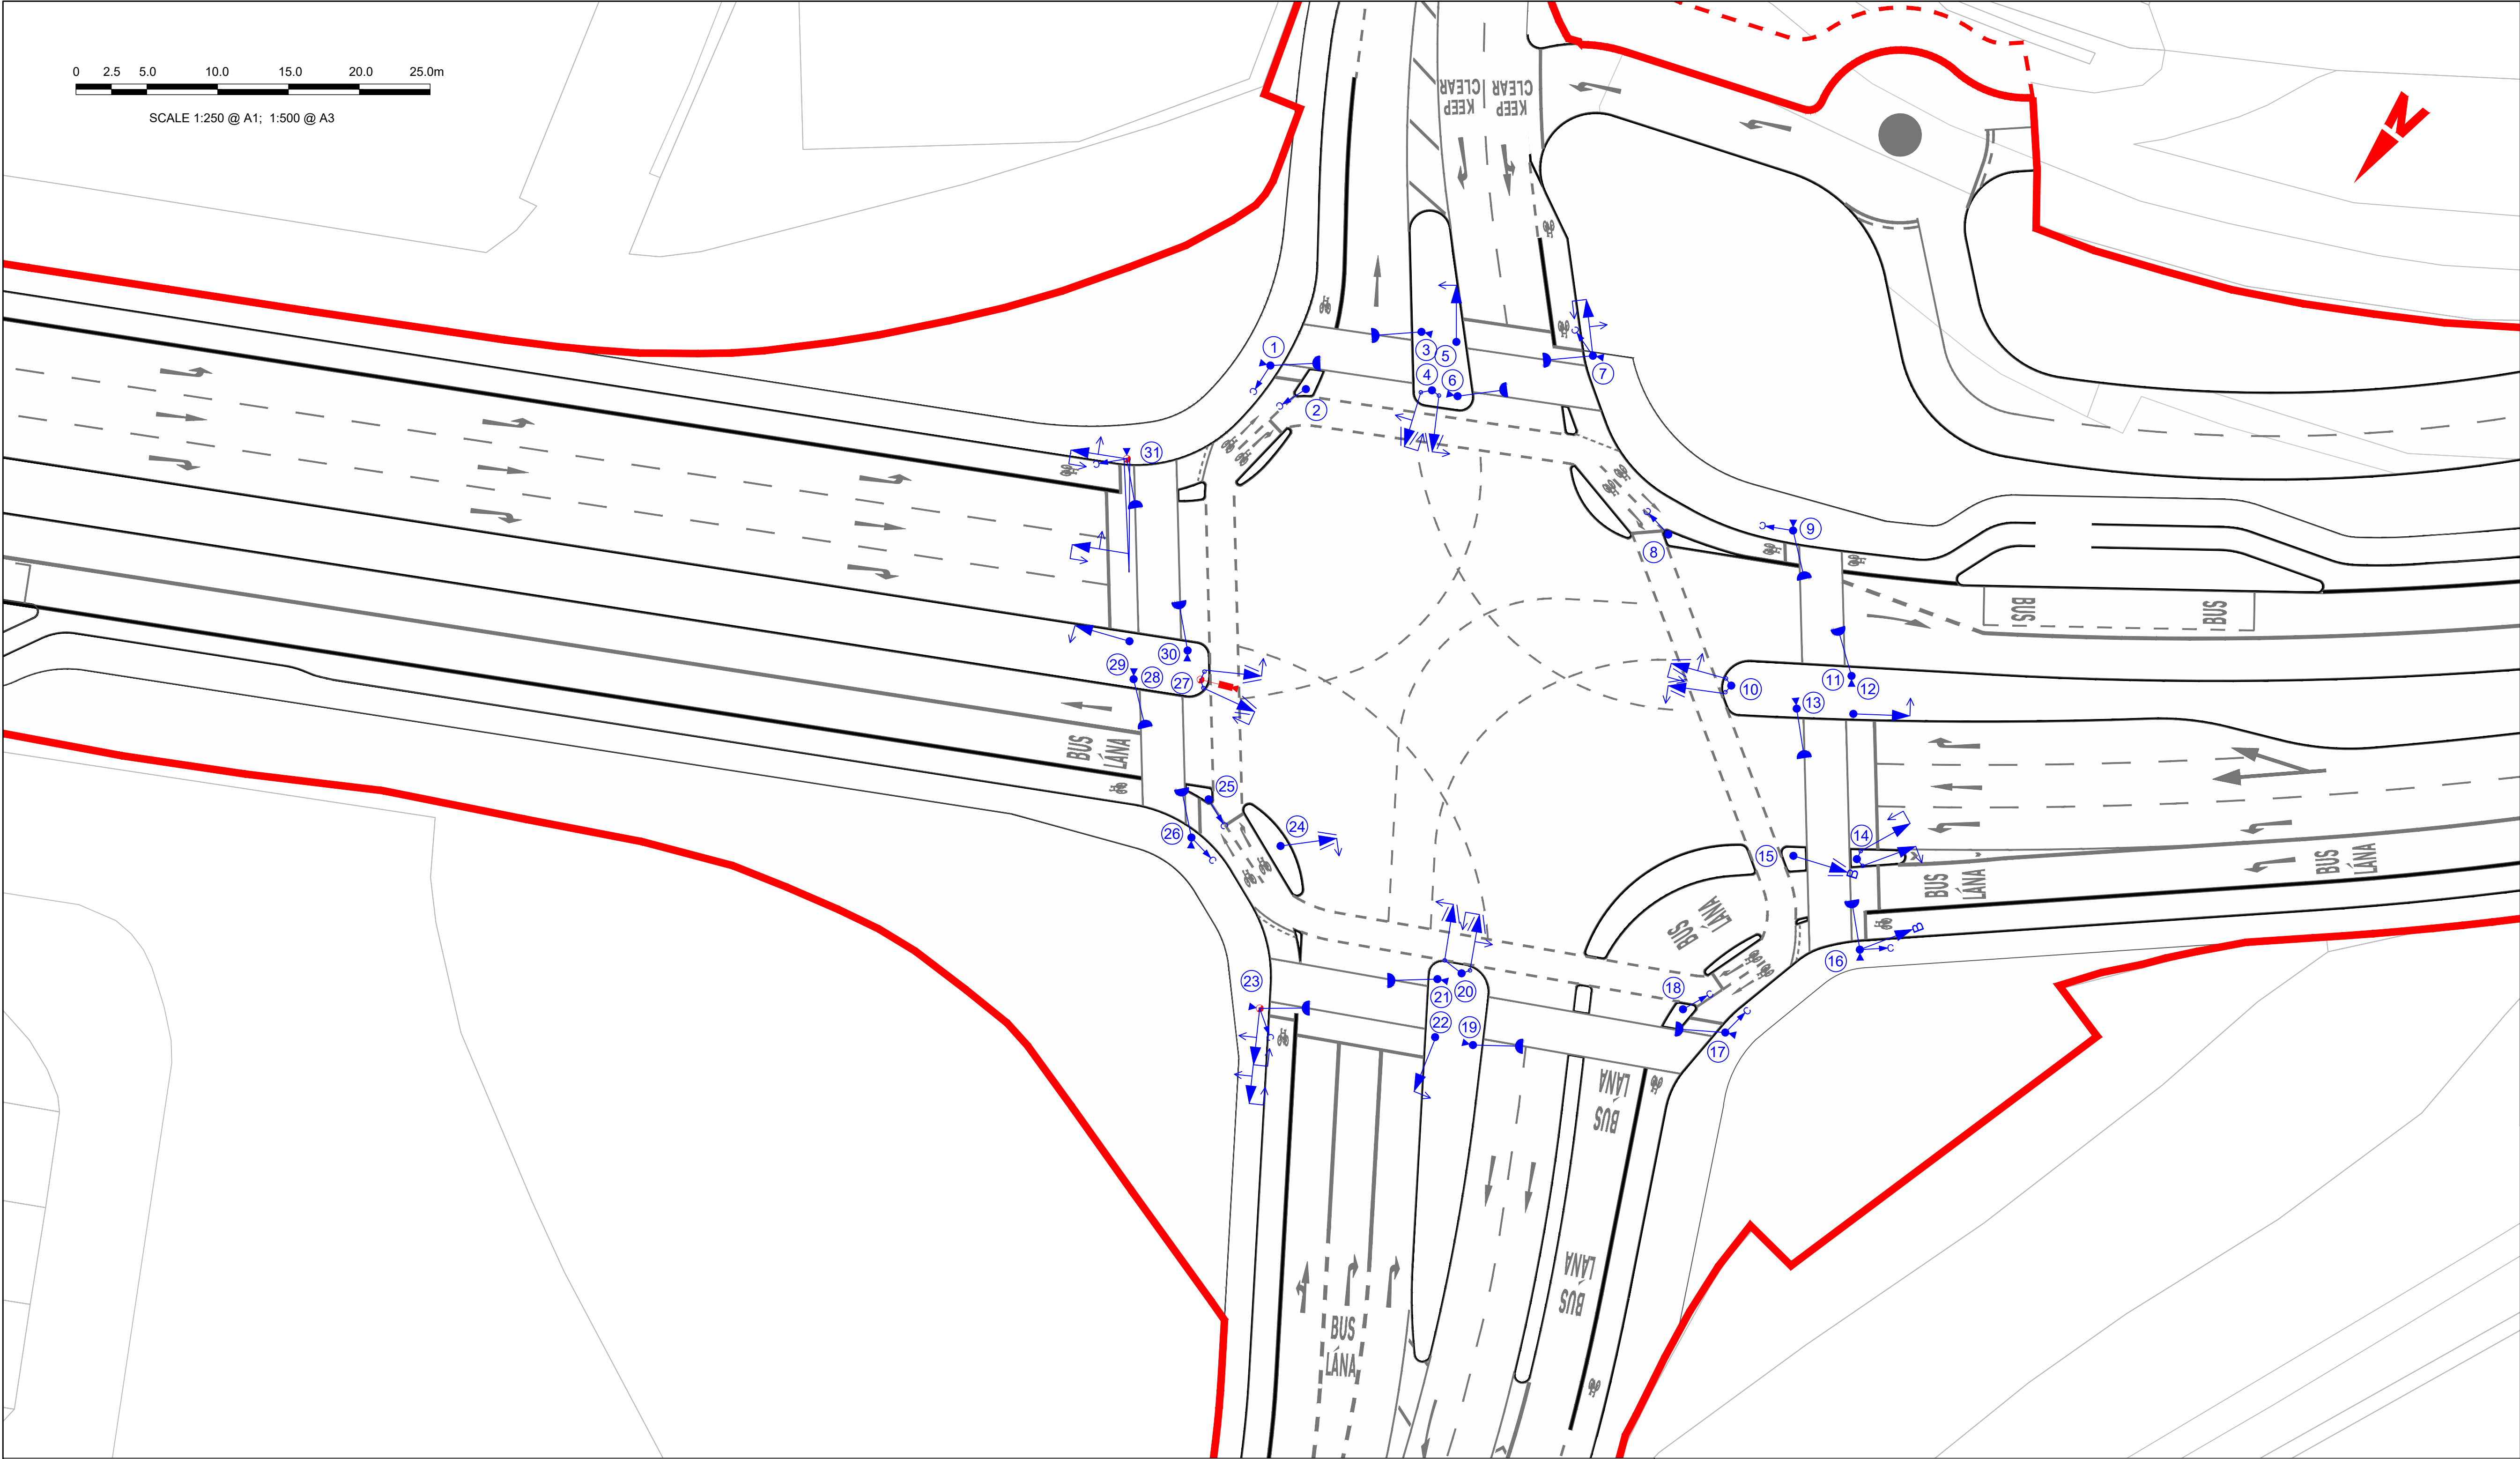 0 2.5 5.0 10.0 15.0 20.0 25.0m
SCALE 1:250 @ A1; 1:500 @ A3
N
CLEAR CLEAR
KEEP KEEP
1
2
3
5
4
6
7
C
C
C
31
C
C
8
C
9
BUS
BUS
30
29
28
27
10
11
12
13
BUS
LÁNA
25
C
26
C
24
14
15
B
BUS
LÁNA
BUS
LÁNA
BUS
LÁNA
B
C
16
23
C
21
20
22
19
18
C
C
17
LÁNA
BUS
LÁNA
BUS
BUS
LÁNA